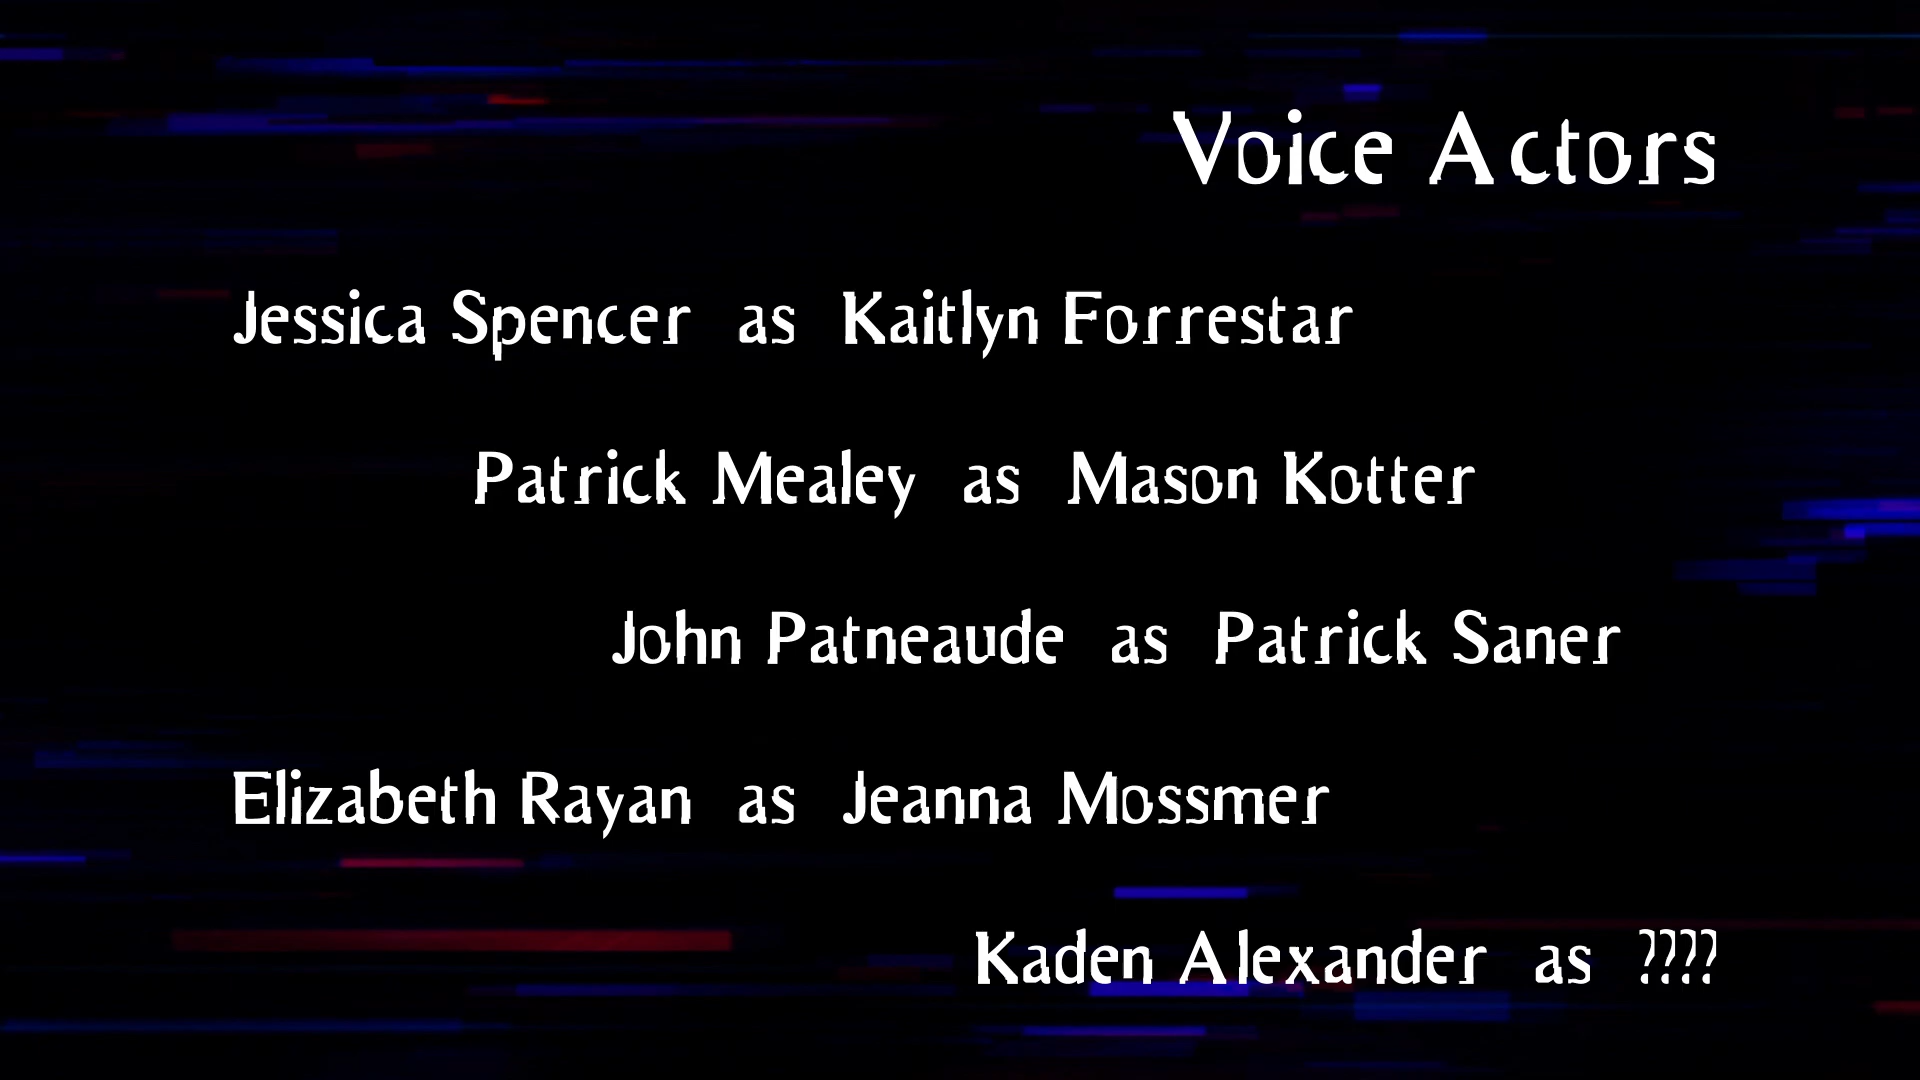 Voice Actors
Jessica Spencer as Kaitlyn Forrestar
Patrick Mealey as Mason Kotter
John Patneaude as Patrick Saner
Elizabeth Rayan as Jeanna Mossmer
Kaden Alexander as ????